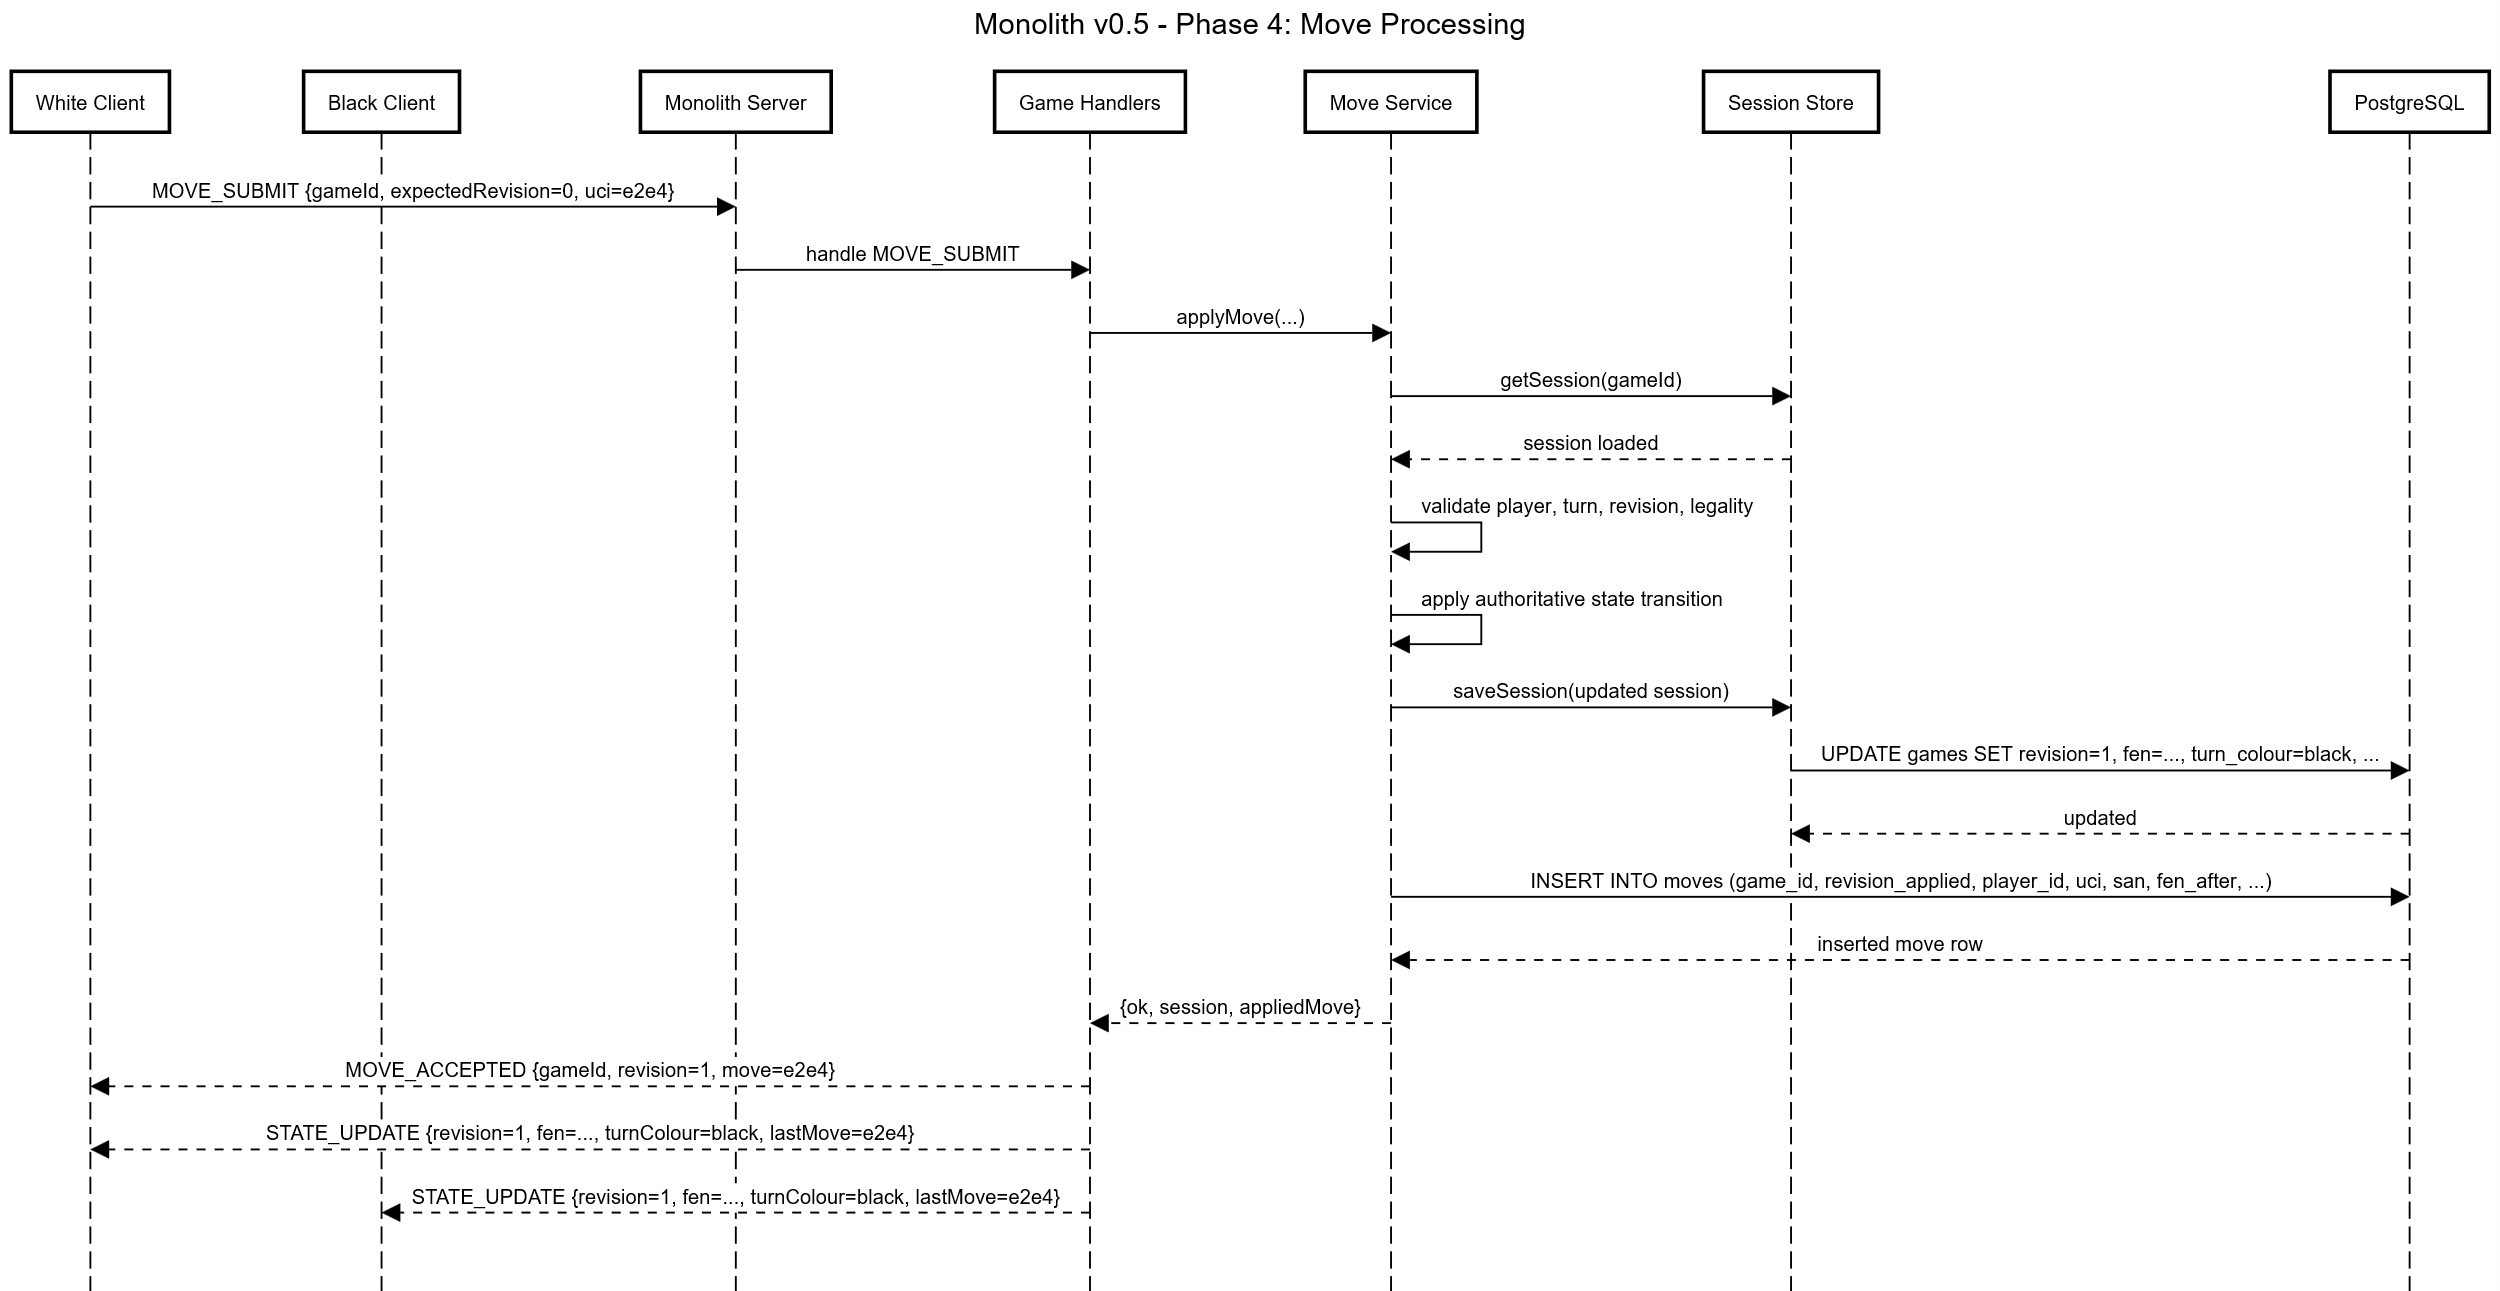 Monolith v0.5 - Phase 4: Move Processing
White Client
Black Client
Monolith Server
Game Handlers
Move Service
Session Store
PostgreSQL
MOVE_SUBMIT {gameId, expectedRevision=0, uci=e2e4}
handle MOVE_SUBMIT
applyMove(...)
getSession(gameId)
session loaded
validate player, turn, revision, legality
apply authoritative state transition
saveSession(updated session)
UPDATE games SET revision=1, fen=..., turn_colour=black, ...
updated
INSERT INTO moves (game_id, revision_applied, player_id, uci, san, fen_after, ...)
inserted move row
{ok, session, appliedMove}
MOVE_ACCEPTED {gameId, revision=1, move=e2e4}
STATE_UPDATE {revision=1, fen=..., turnColour=black, lastMove=e2e4}
STATE_UPDATE {revision=1, fen=..., turnColour=black, lastMove=e2e4}